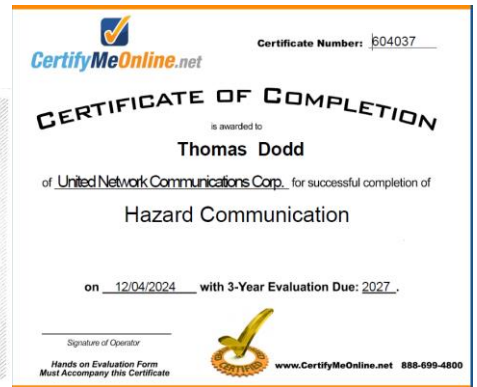 CertifyMeOnline.net
Certificate Number: 604037
CERTIFICATE OF COMPLETION
is awarded to
Thomas Dodd
of United Network Communications Corp. for successful completion of
Hazard Communication
on 12/04/2024 with 3-Year Evaluation Due: 2027 .
Signature of Operator
Hands on Evaluation Form
Must Accompany this Certificate
CERTIFIED
www.CertifyMeOnline.net 888-699-4800